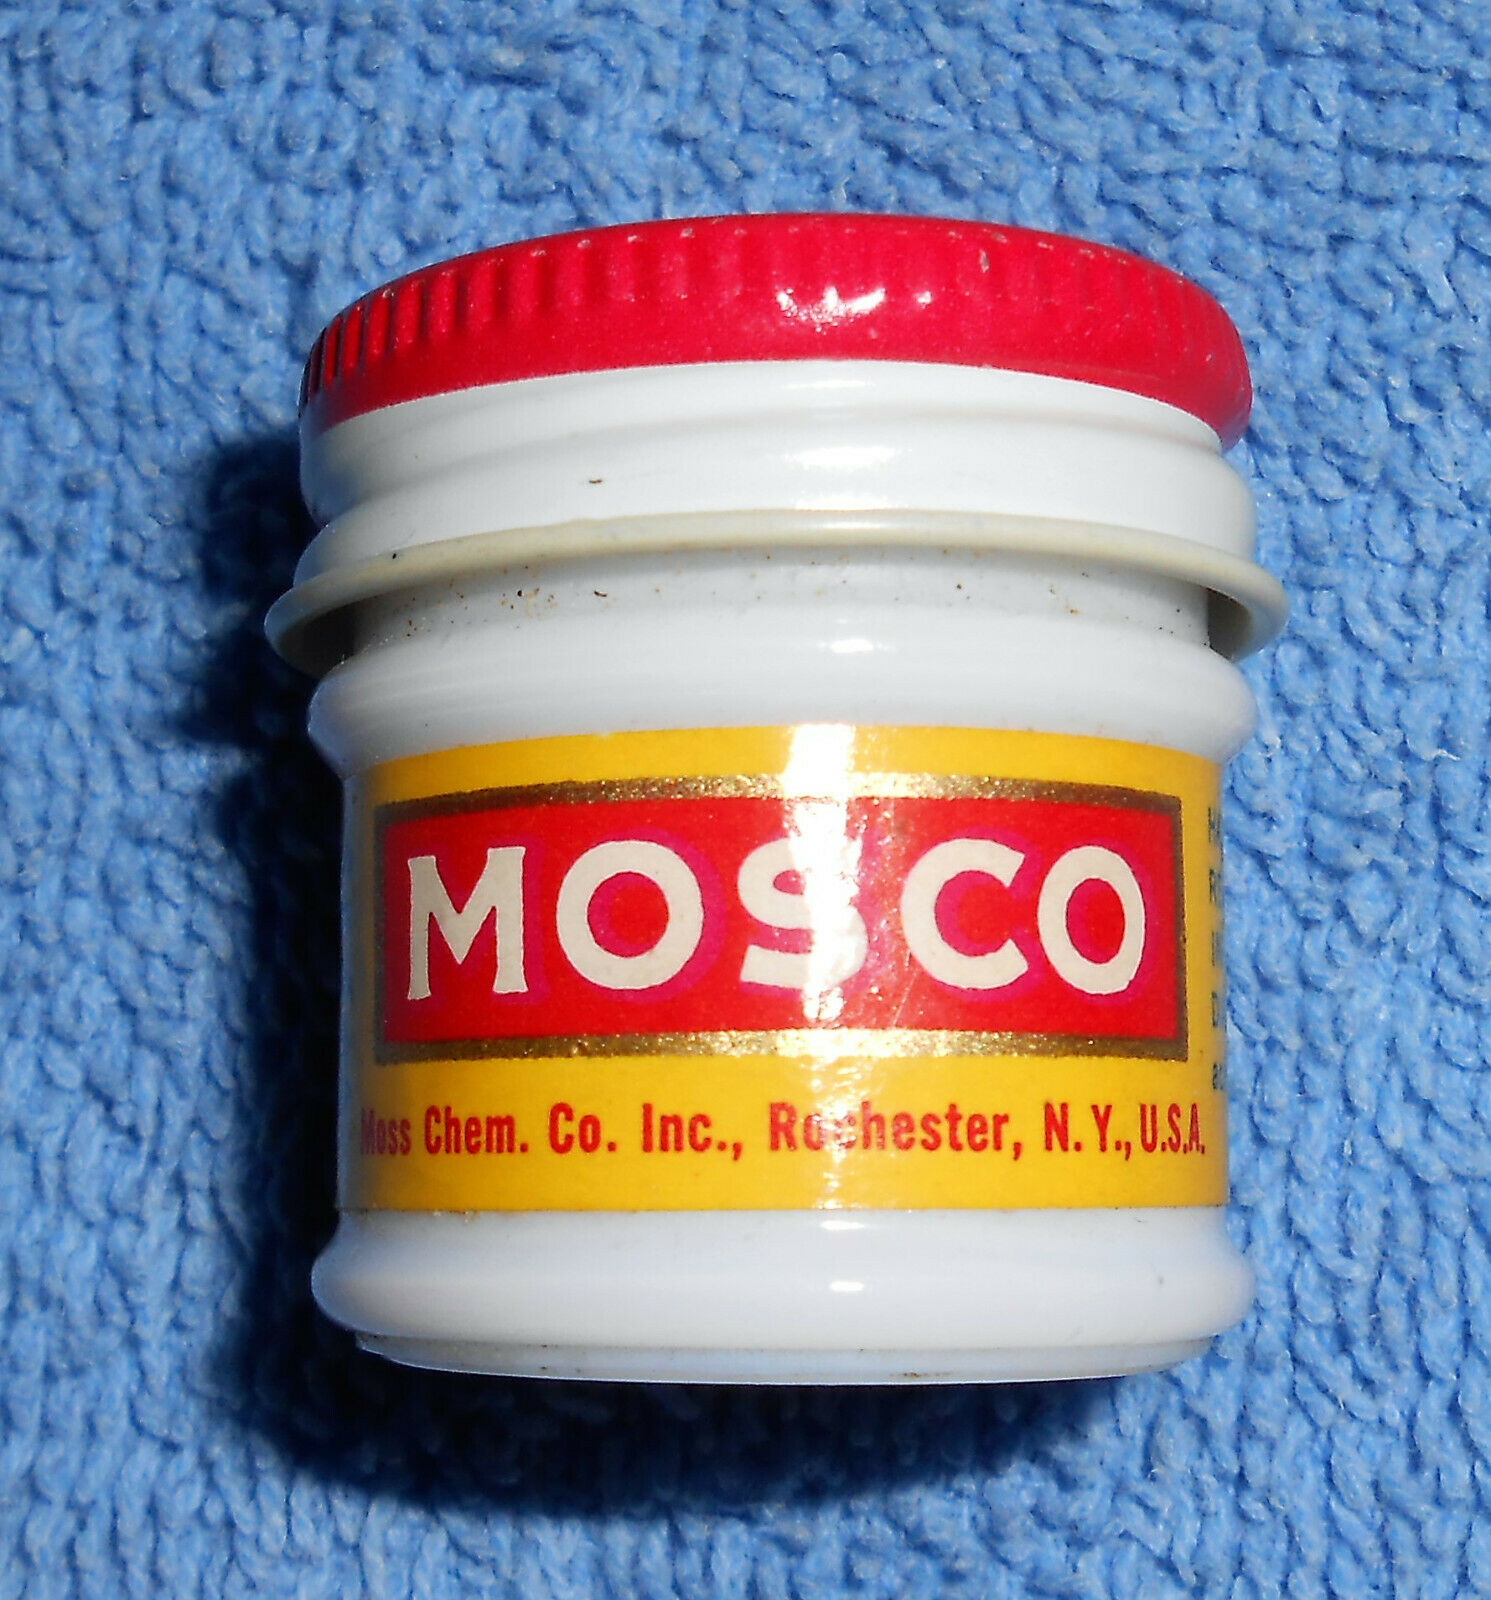 MOSCO
Moss Chem. Co. Inc., Rochester, N.Y., U.S.A.